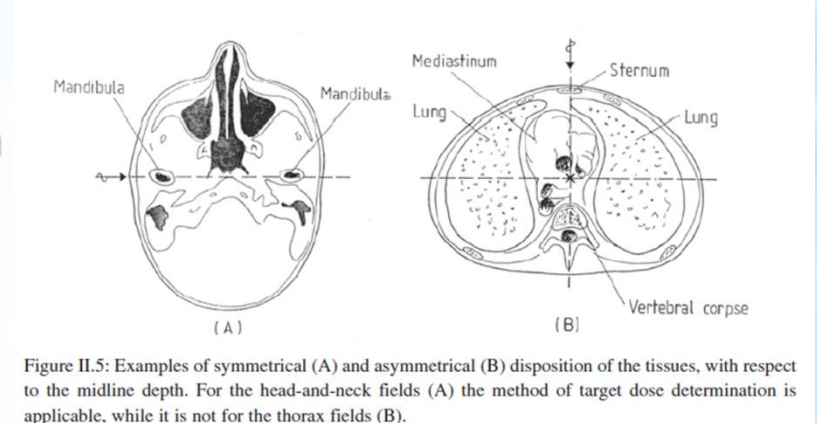 Mandibula
Mandibula
(A)
Mediastinum
Sternum
Lung
Lung
Vertebral corpse
(B)
Figure II.5: Examples of symmetrical (A) and asymmetrical (B) disposition of the tissues, with respect
to the midline depth. For the head-and-neck fields (A) the method of target dose determination is
applicable, while it is not for the thorax fields (B).